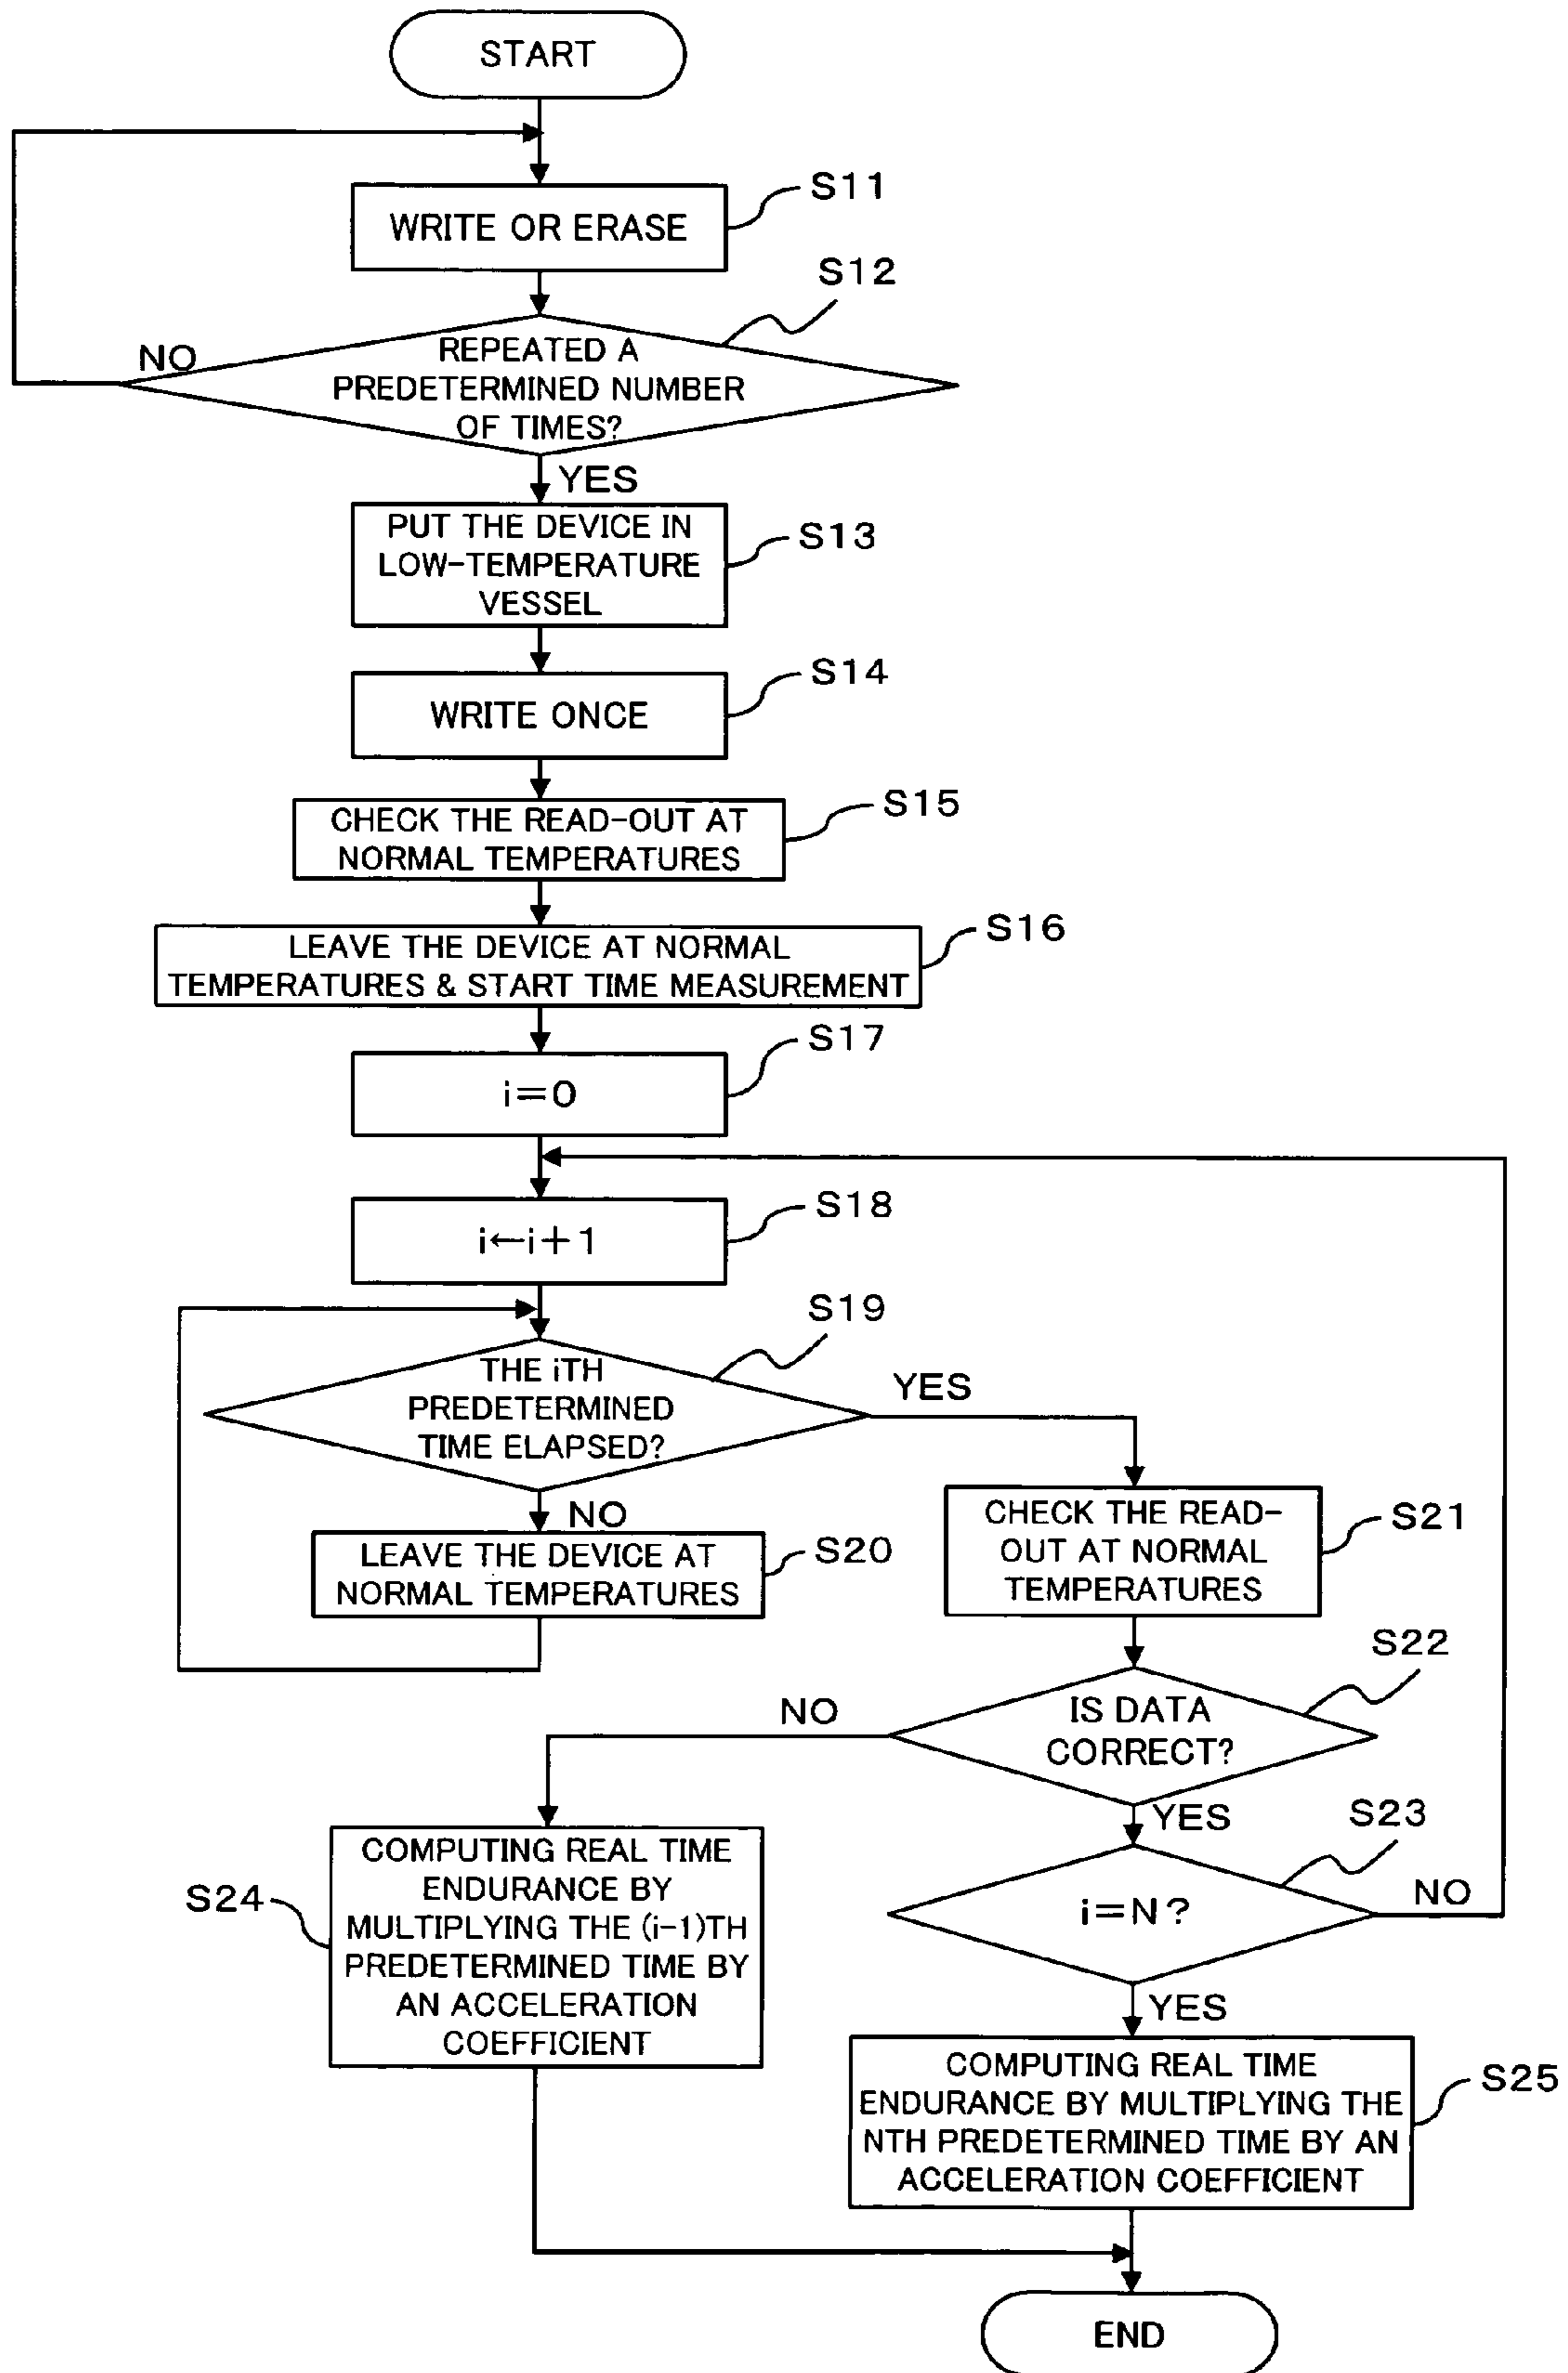 START
S11
WRITE OR ERASE
S12
NO
REPEATED A
PREDETERMINED NUMBER
OF TIMES?
YES
PUT THE DEVICE IN
LOW-TEMPERATURE
VESSEL
S13
S14
WRITE ONCE
S15
CHECK THE READ-OUT AT
NORMAL TEMPERATURES
S16
LEAVE THE DEVICE AT NORMAL
TEMPERATURES & START TIME MEASUREMENT
S17
i=0
S18
i←i+1
S19
THE iTH
PREDETERMINED
TIME ELAPSED?
YES
NO
LEAVE THE DEVICE AT
NORMAL TEMPERATURES
S20
CHECK THE READ-
OUT AT NORMAL
TEMPERATURES
S21
S22
NO
IS DATA
CORRECT?
YES
S23
i=N?
NO
YES
S24
COMPUTING REAL TIME
ENDURANCE BY
MULTIPLYING THE (i-1)TH
PREDETERMINED TIME BY
AN ACCELERATION
COEFFICIENT
COMPUTING REAL TIME
ENDURANCE BY MULTIPLYING THE
NTH PREDETERMINED TIME BY AN
ACCELERATION COEFFICIENT
S25
END